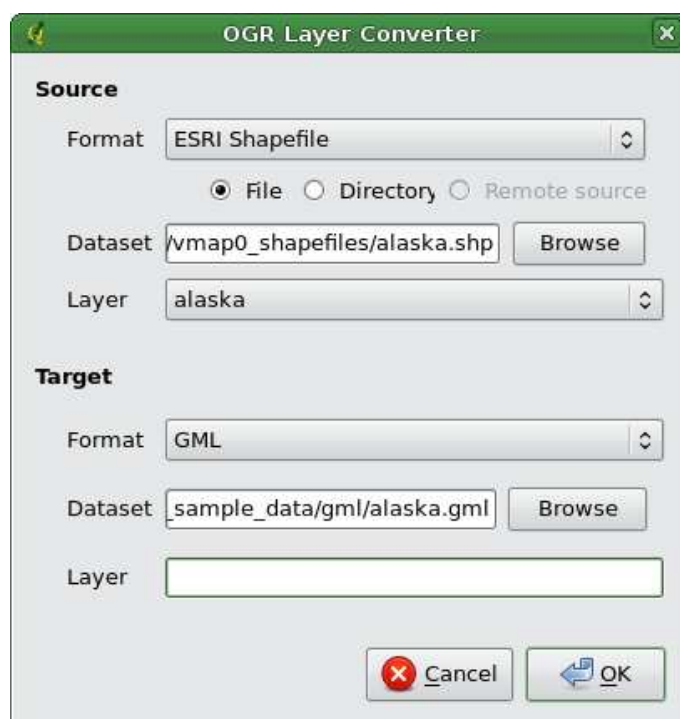 OGR Layer Converter
Source
Format ESRI Shapefile
File Directory Remote source
Dataset /vmap0_shapefiles/alaska.shp Browse
Layer alaska
Target
Format GML
Dataset _sample_data/gml/alaska.gml Browse
Layer
Cancel OK